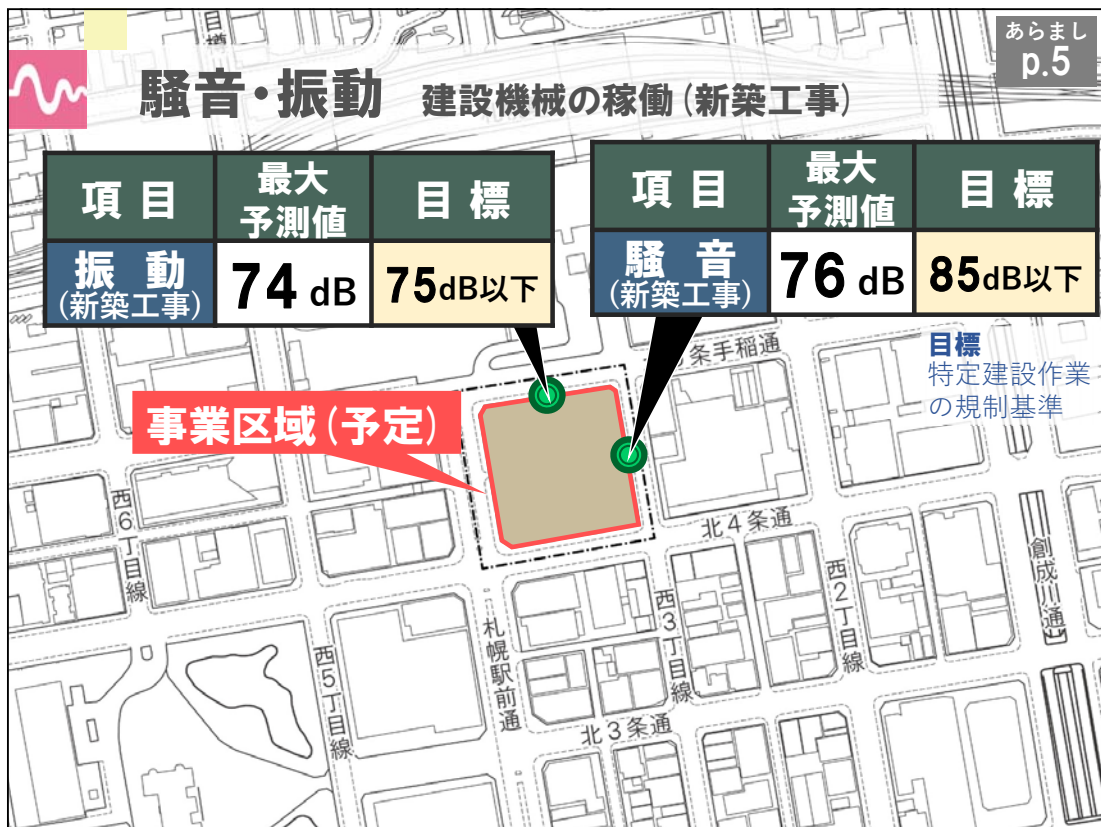 あらまし
p.5
騒音・振動 建設機械の稼働(新築工事)
項目 最大予測値 目標
振動(新築工事) 74 dB 75dB以下
項目 最大予測値 目標
騒音(新築工事) 76 dB 85dB以下
目標
特定建設作業
の規制基準
事業区域(予定)
条手稲通
北4条通
西6丁目線
西5丁目線
札幌駅前通
西3丁目線
西2丁目線
創成川通
北3条通